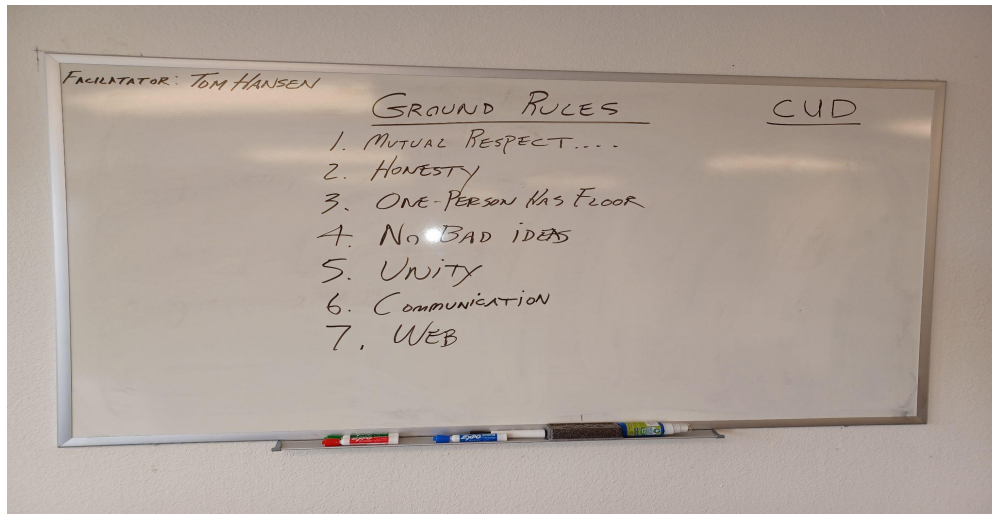 FACILATATOR: TOM HANSEN
GROUND RULES
CUD
1. MUTUAL RESPECT....
2. HONESTY
3. ONE-PERSON HAS FLOOR
4. NO BAD IDEAS
5. UNITY
6. COMMUNICATION
7. WEB
EXPO